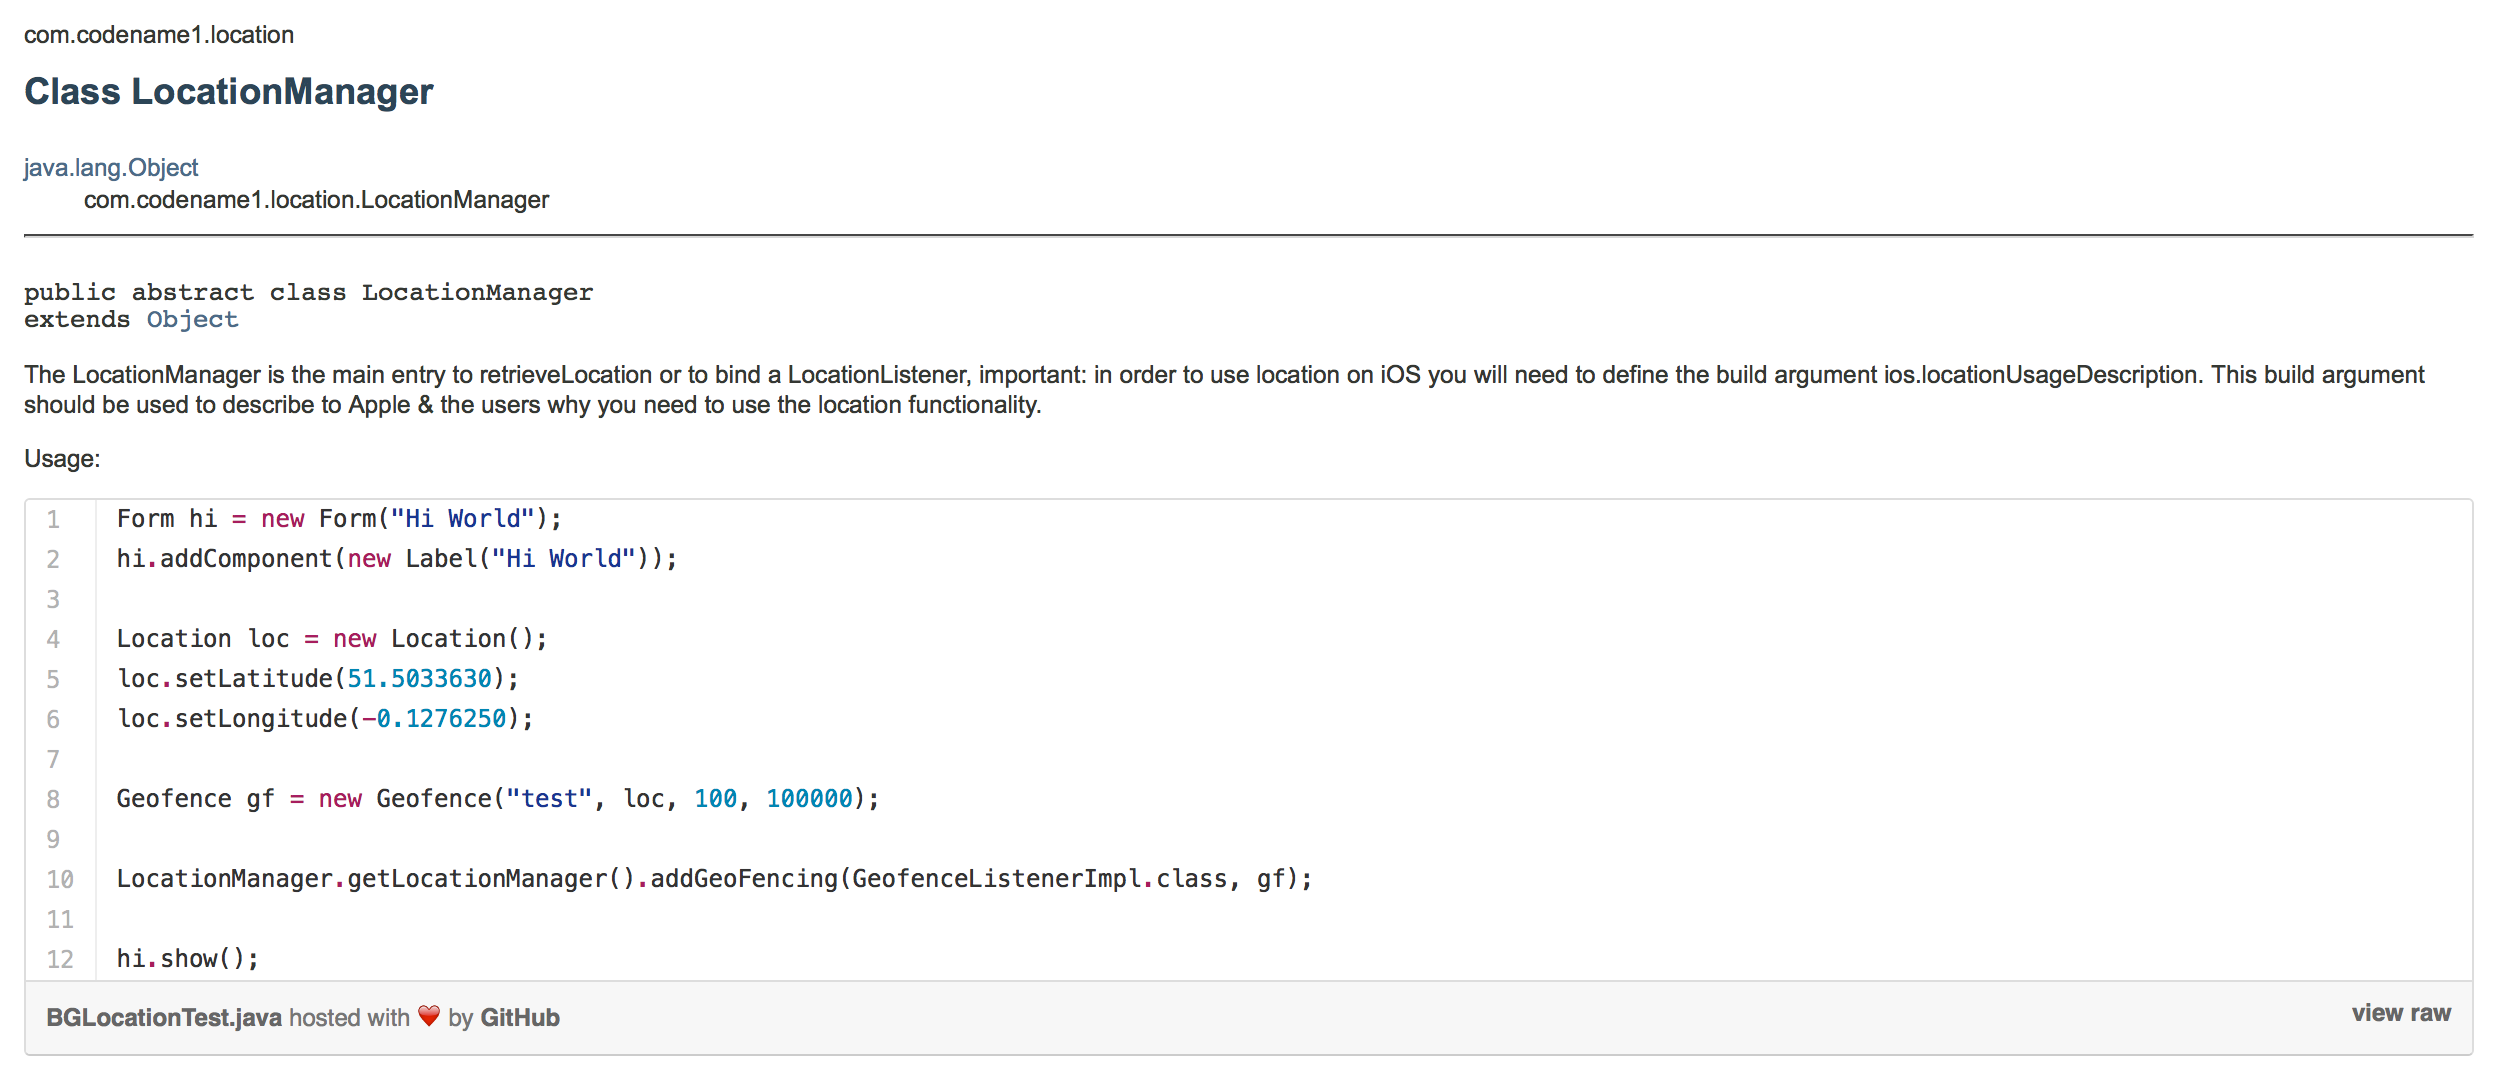 com.codename1.location
Class LocationManager
java.lang.Object
com.codename1.location.LocationManager
public abstract class LocationManager
extends Object
The LocationManager is the main entry to retrieveLocation or to bind a LocationListener, important: in order to use location on iOS you will need to define the build argument ios.locationUsageDescription. This build argument
should be used to describe to Apple & the users why you need to use the location functionality.
Usage:
1 Form hi = new Form("Hi World");
2 hi.addComponent(new Label("Hi World"));
3
4 Location loc = new Location();
5 loc.setLatitude(51.5033630);
6 loc.setLongitude(-0.1276250);
7
8 Geofence gf = new Geofence("test", loc, 100, 100000);
9
10 LocationManager.getLocationManager().addGeoFencing(GeofenceListenerImpl.class, gf);
11
12 hi.show();
BGLocationTest.java hosted with ❤ by GitHub view raw